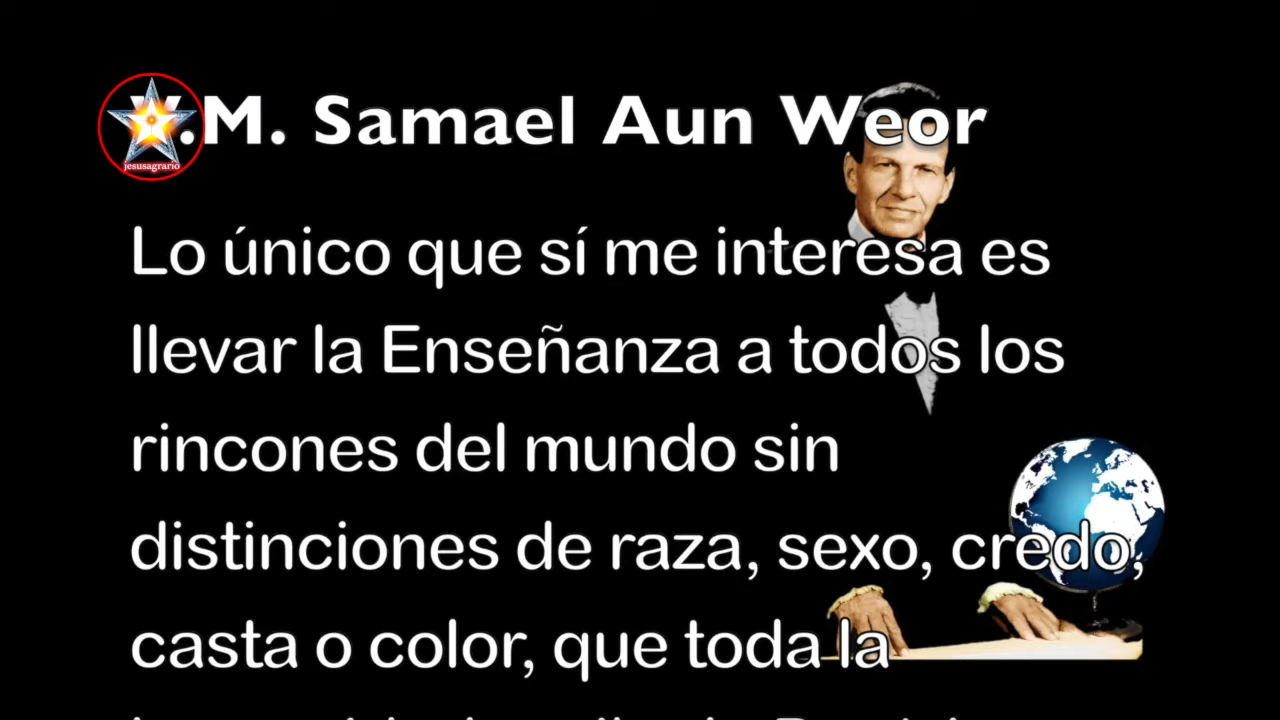 V.M. Samael Aun Weor
jesusagrario
Lo único que sí me interesa es
llevar la Enseñanza a todos los
rincones del mundo sin
distinciones de raza, sexo, credo,
casta o color, que toda la